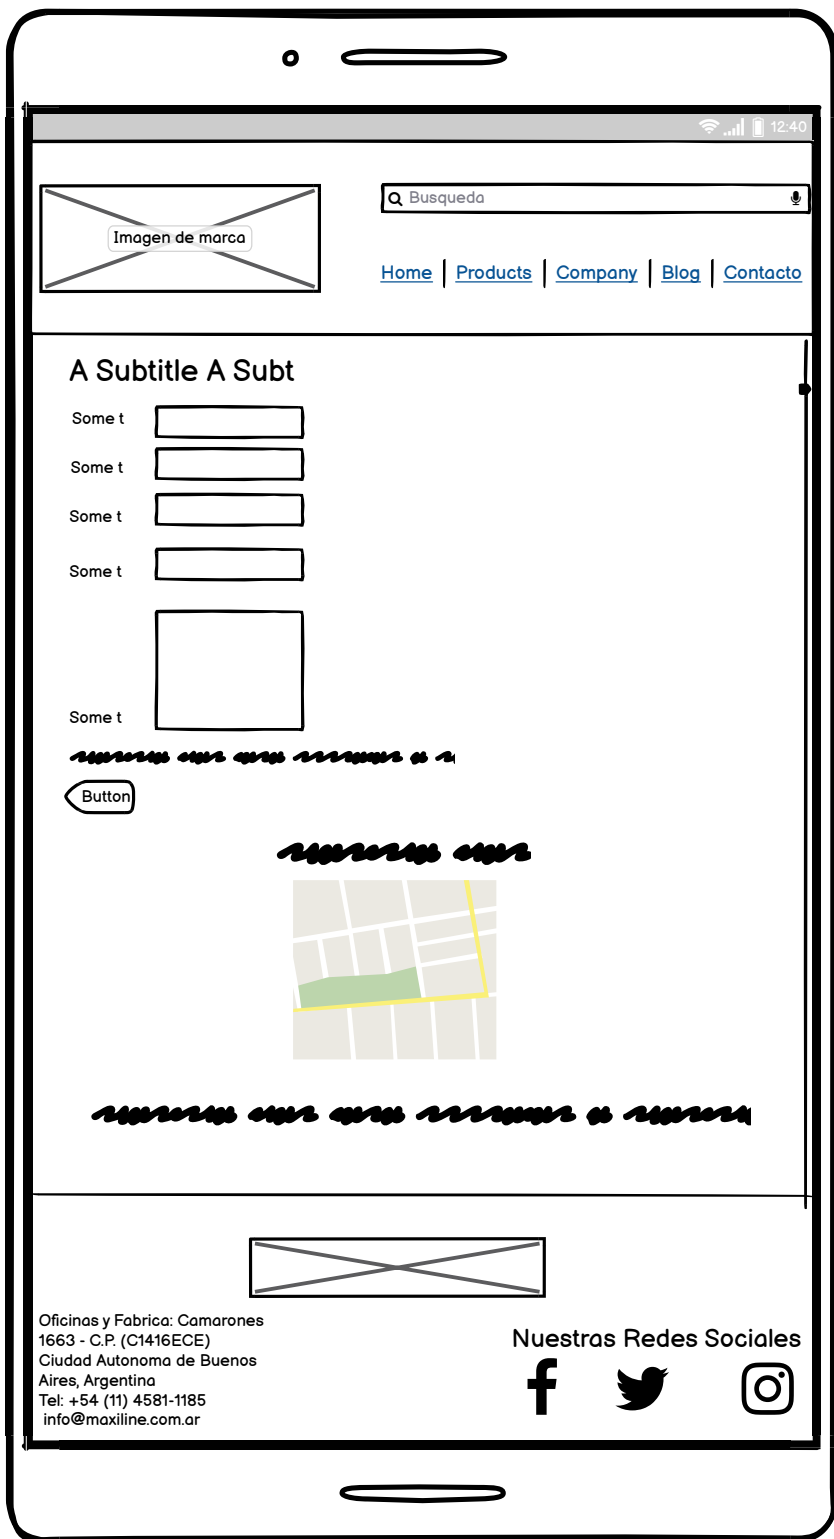 12:40
Imagen de marca
Busqueda
Home Products Company Blog Contacto
A Subtitle A Subt
Some t
Some t
Some t
Some t
Some t
Button
Oficinas y Fabrica: Camarones
1663 - C.P. (C1416ECE)
Ciudad Autonoma de Buenos
Aires, Argentina
Tel: +54 (11) 4581-1185
info@maxiline.com.ar
Nuestras Redes Sociales